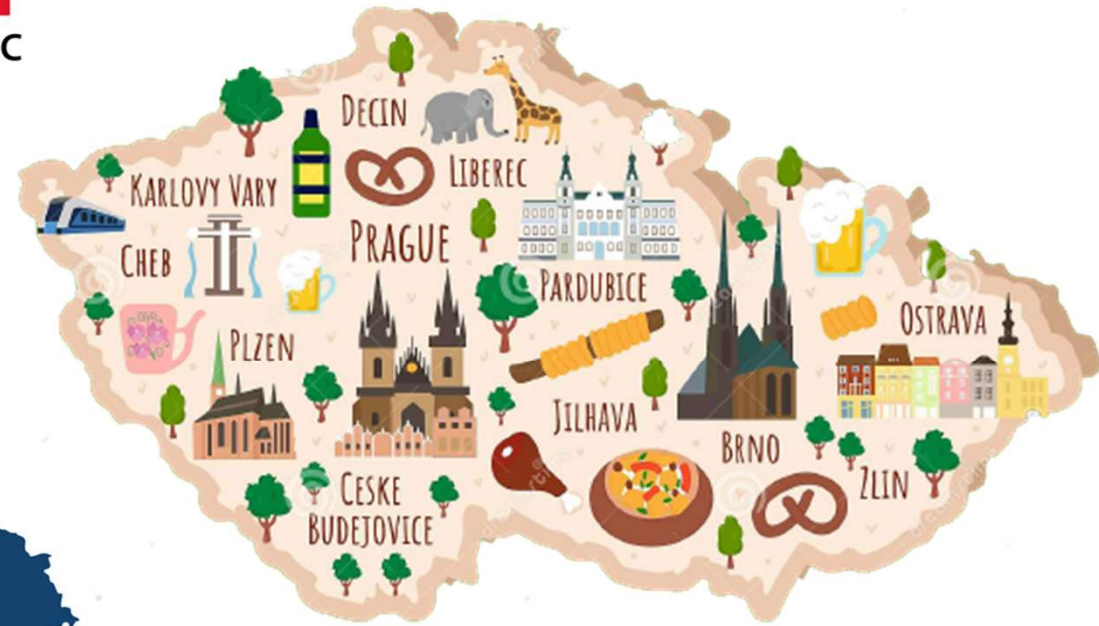 C
DECIN
LIBEREC
KARLOVY VARY
PRAGUE
CHEB
PARDUBICE
OSTRAVA
PLZEN
JILHAVA
BRNO
ZLIN
CESKE
BUDEJOVICE